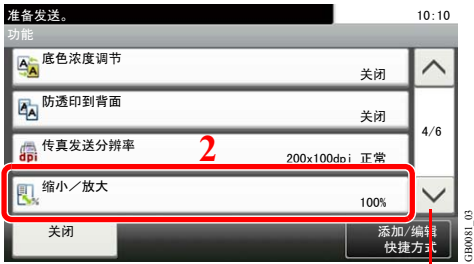 准备发送。
10:10
功能
底色浓度调节
关闭
防透印到背面
关闭
4/6
传真发送分辨率
2
200x100dpi 正常
缩小／放大
100%
关闭
添加/编辑
快捷方式
GB0081_03